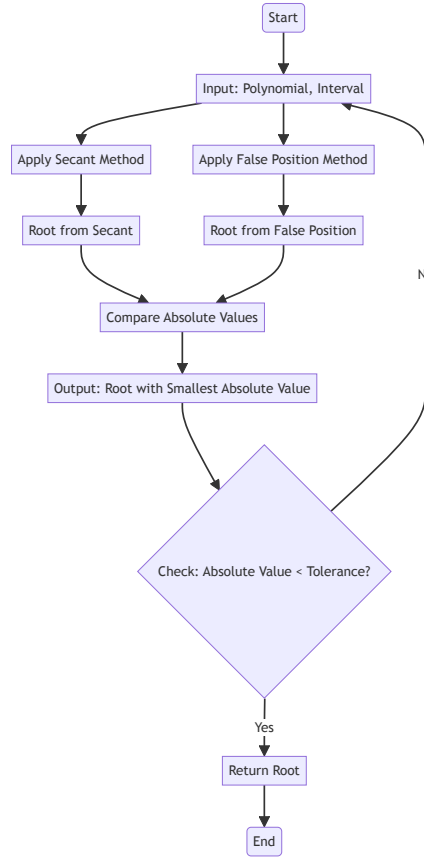 Start
Input: Polynomial, Interval
Apply Secant Method
Apply False Position Method
Root from Secant
Root from False Position
N
Compare Absolute Values
Output: Root with Smallest Absolute Value
Check: Absolute Value < Tolerance?
Yes
Return Root
End